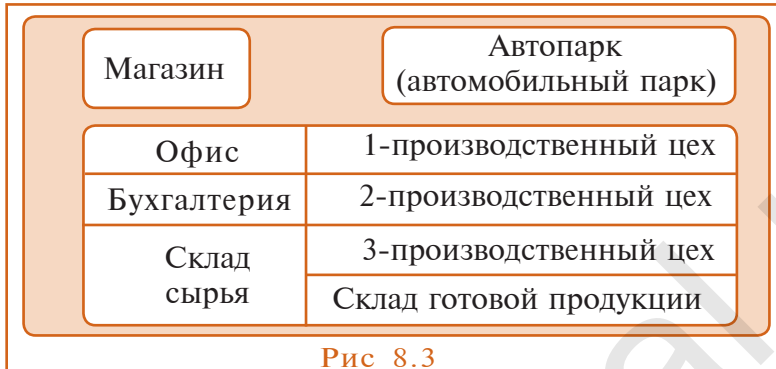 Магазин
Автопарк
(автомобильный парк)
Офис
1-производственный цех
Бухгалтерия
2-производственный цех
Склад
сырья
3-производственный цех
Склад готовой продукции
Рис 8.3